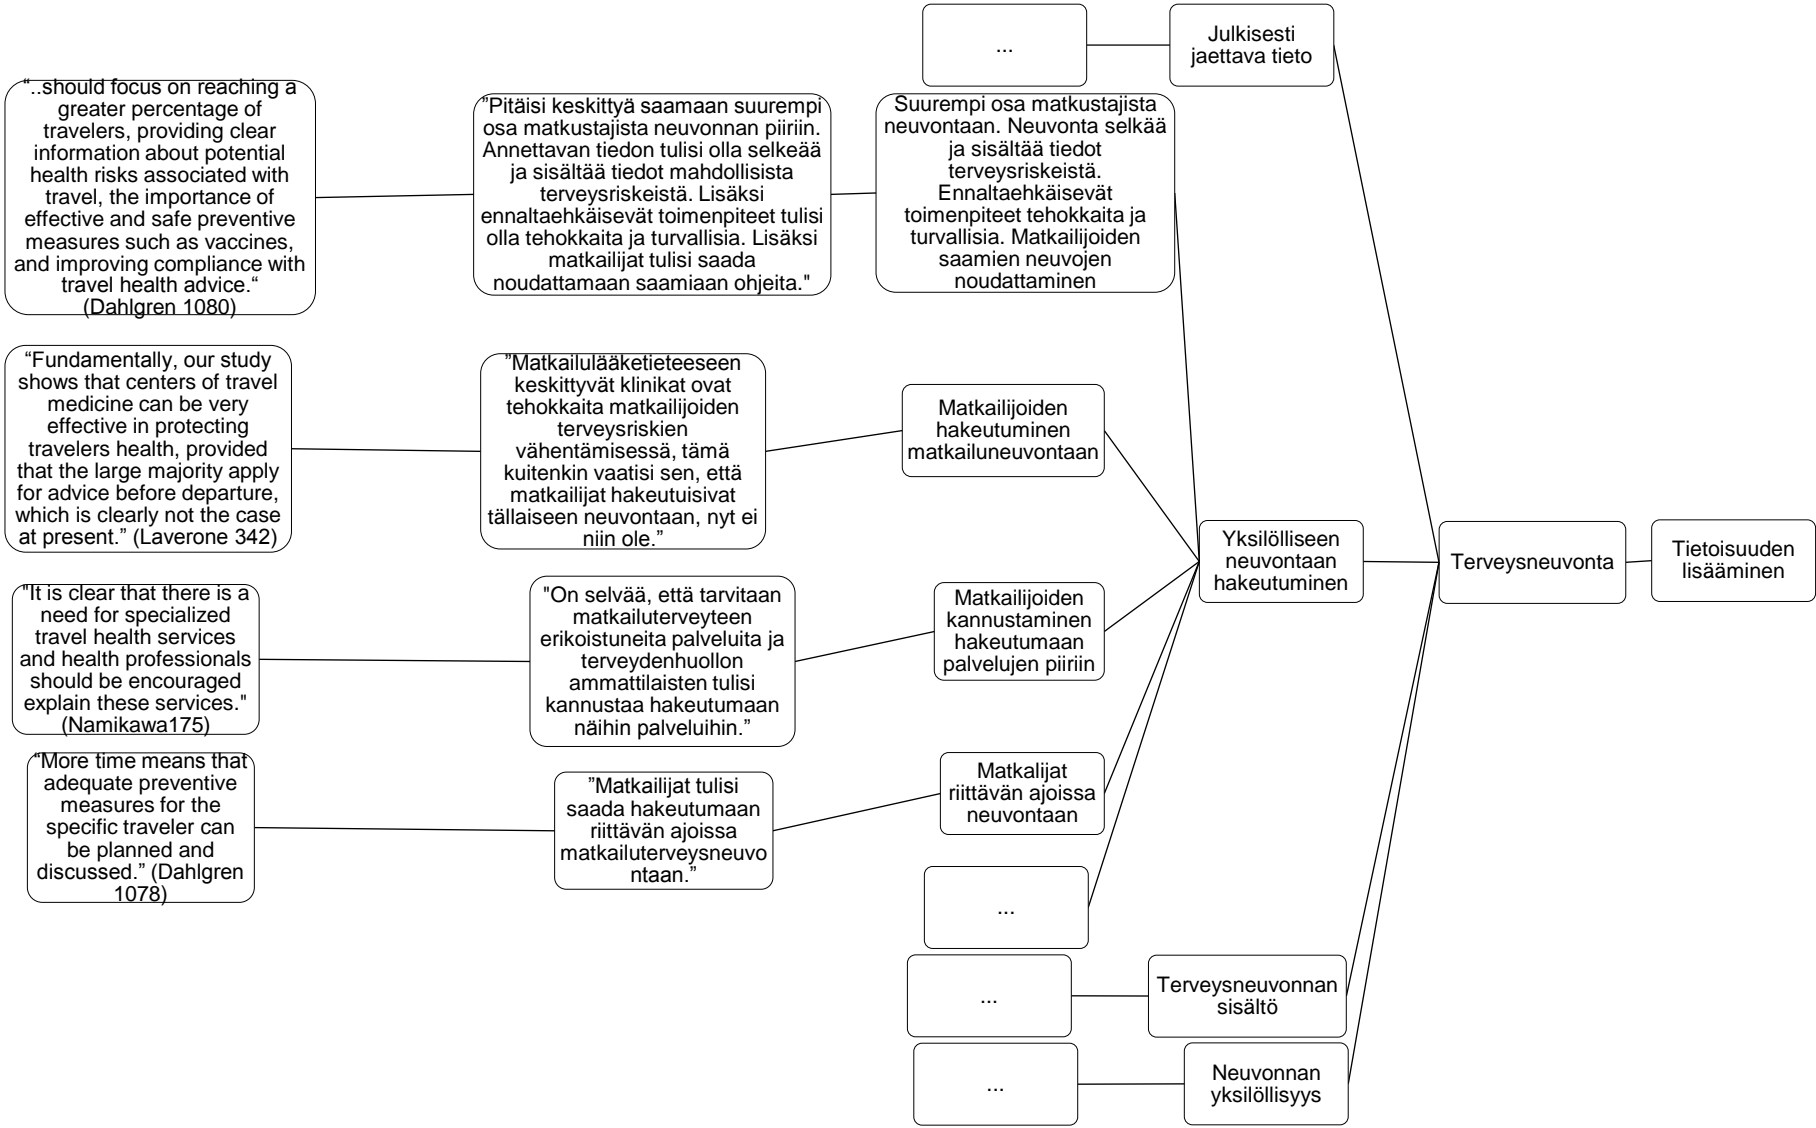 ...
Julkisesti
jaettava tieto
“..should focus on reaching a
greater percentage of
travelers, providing clear
information about potential
health risks associated with
travel, the importance of
effective and safe preventive
measures such as vaccines,
and improving compliance with
travel health advice.“
(Dahlgren 1080)
”Pitäisi keskittyä saamaan suurempi
osa matkustajista neuvonnan piiriin.
Annettavan tiedon tulisi olla selkeää
ja sisältää tiedot mahdollisista
terveysriskeistä. Lisäksi
ennaltaehkäisevät toimenpiteet tulisi
olla tehokkaita ja turvallisia. Lisäksi
matkailijat tulisi saada
noudattamaan saamiaan ohjeita."
Suurempi osa matkustajista
neuvontaan. Neuvonta selkää
ja sisältää tiedot
terveysriskeistä.
Ennaltaehkäisevät
toimenpiteet tehokkaita ja
turvallisia. Matkailijoiden
saamien neuvojen
noudattaminen
“Fundamentally, our study
shows that centers of travel
medicine can be very
effective in protecting
travelers health, provided
that the large majority apply
for advice before departure,
which is clearly not the case
at present.” (Laverone 342)
”Matkailulääketieteeseen
keskittyvät klinikat ovat
tehokkaita matkailijoiden
terveysriskien
vähentämisessä, tämä
kuitenkin vaatisi sen, että
matkailijat hakeutuisivat
tällaiseen neuvontaan, nyt ei
niin ole.”
Matkailijoiden
hakeutuminen
matkailuneuvontaan
Yksilölliseen
neuvontaan
hakeutuminen
Terveysneuvonta
Tietoisuuden
lisääminen
"It is clear that there is a
need for specialized
travel health services
and health professionals
should be encouraged
explain these services."
(Namikawa175)
"On selvää, että tarvitaan
matkailuterveyteen
erikoistuneita palveluita ja
terveydenhuollon
ammattilaisten tulisi
kannustaa hakeutumaan
näihin palveluihin.”
Matkailijoiden
kannustaminen
hakeutumaan
palvelujen piiriin
“More time means that
adequate preventive
measures for the
specific traveler can
be planned and
discussed.” (Dahlgren
1078)
”Matkailijat tulisi
saada hakeutumaan
riittävän ajoissa
matkailuterveysneuvo
ntaan.”
Matkalijat
riittävän ajoissa
neuvontaan
...
...
Terveysneuvonnan
sisältö
...
Neuvonnan
yksilöllisyys